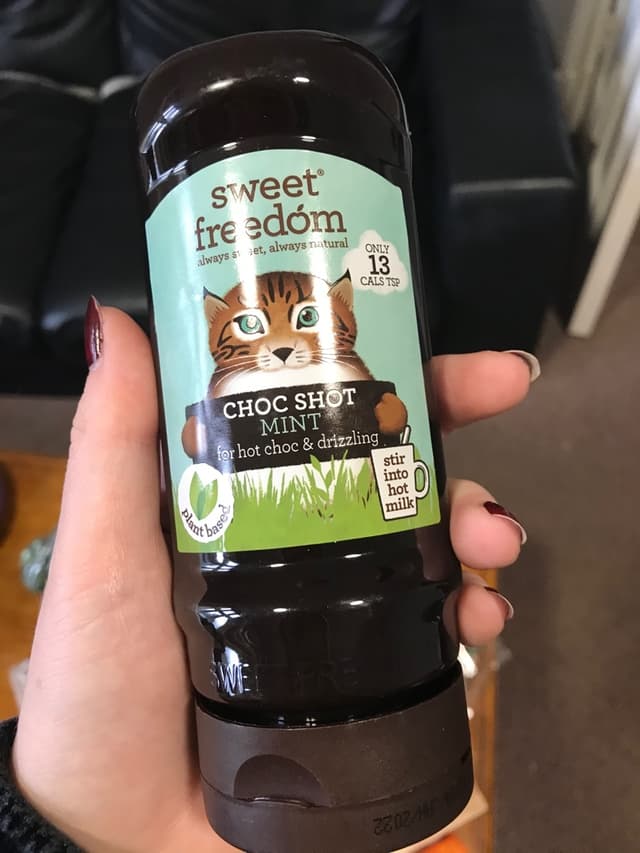 sweet®
freedóm
always sweet, always natural
ONLY
13
CALS TSP
CHOC SHOT
MINT
for hot choc & drizzling
stir
into
hot
milk
plant based